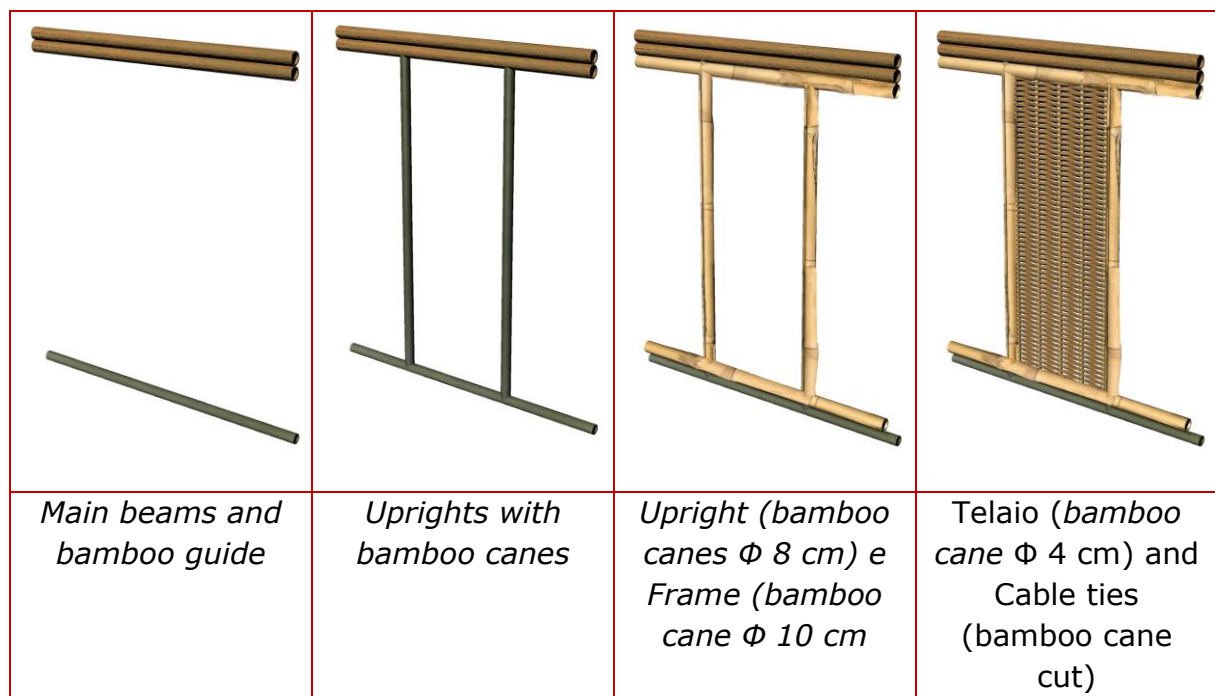 Main beams and
bamboo guide
Uprights with
bamboo canes
Upright (bamboo
canes Φ 8 cm) e
Frame (bamboo
cane Φ 10 cm
Telaio (bamboo
cane Φ 4 cm) and
Cable ties
(bamboo cane
cut)